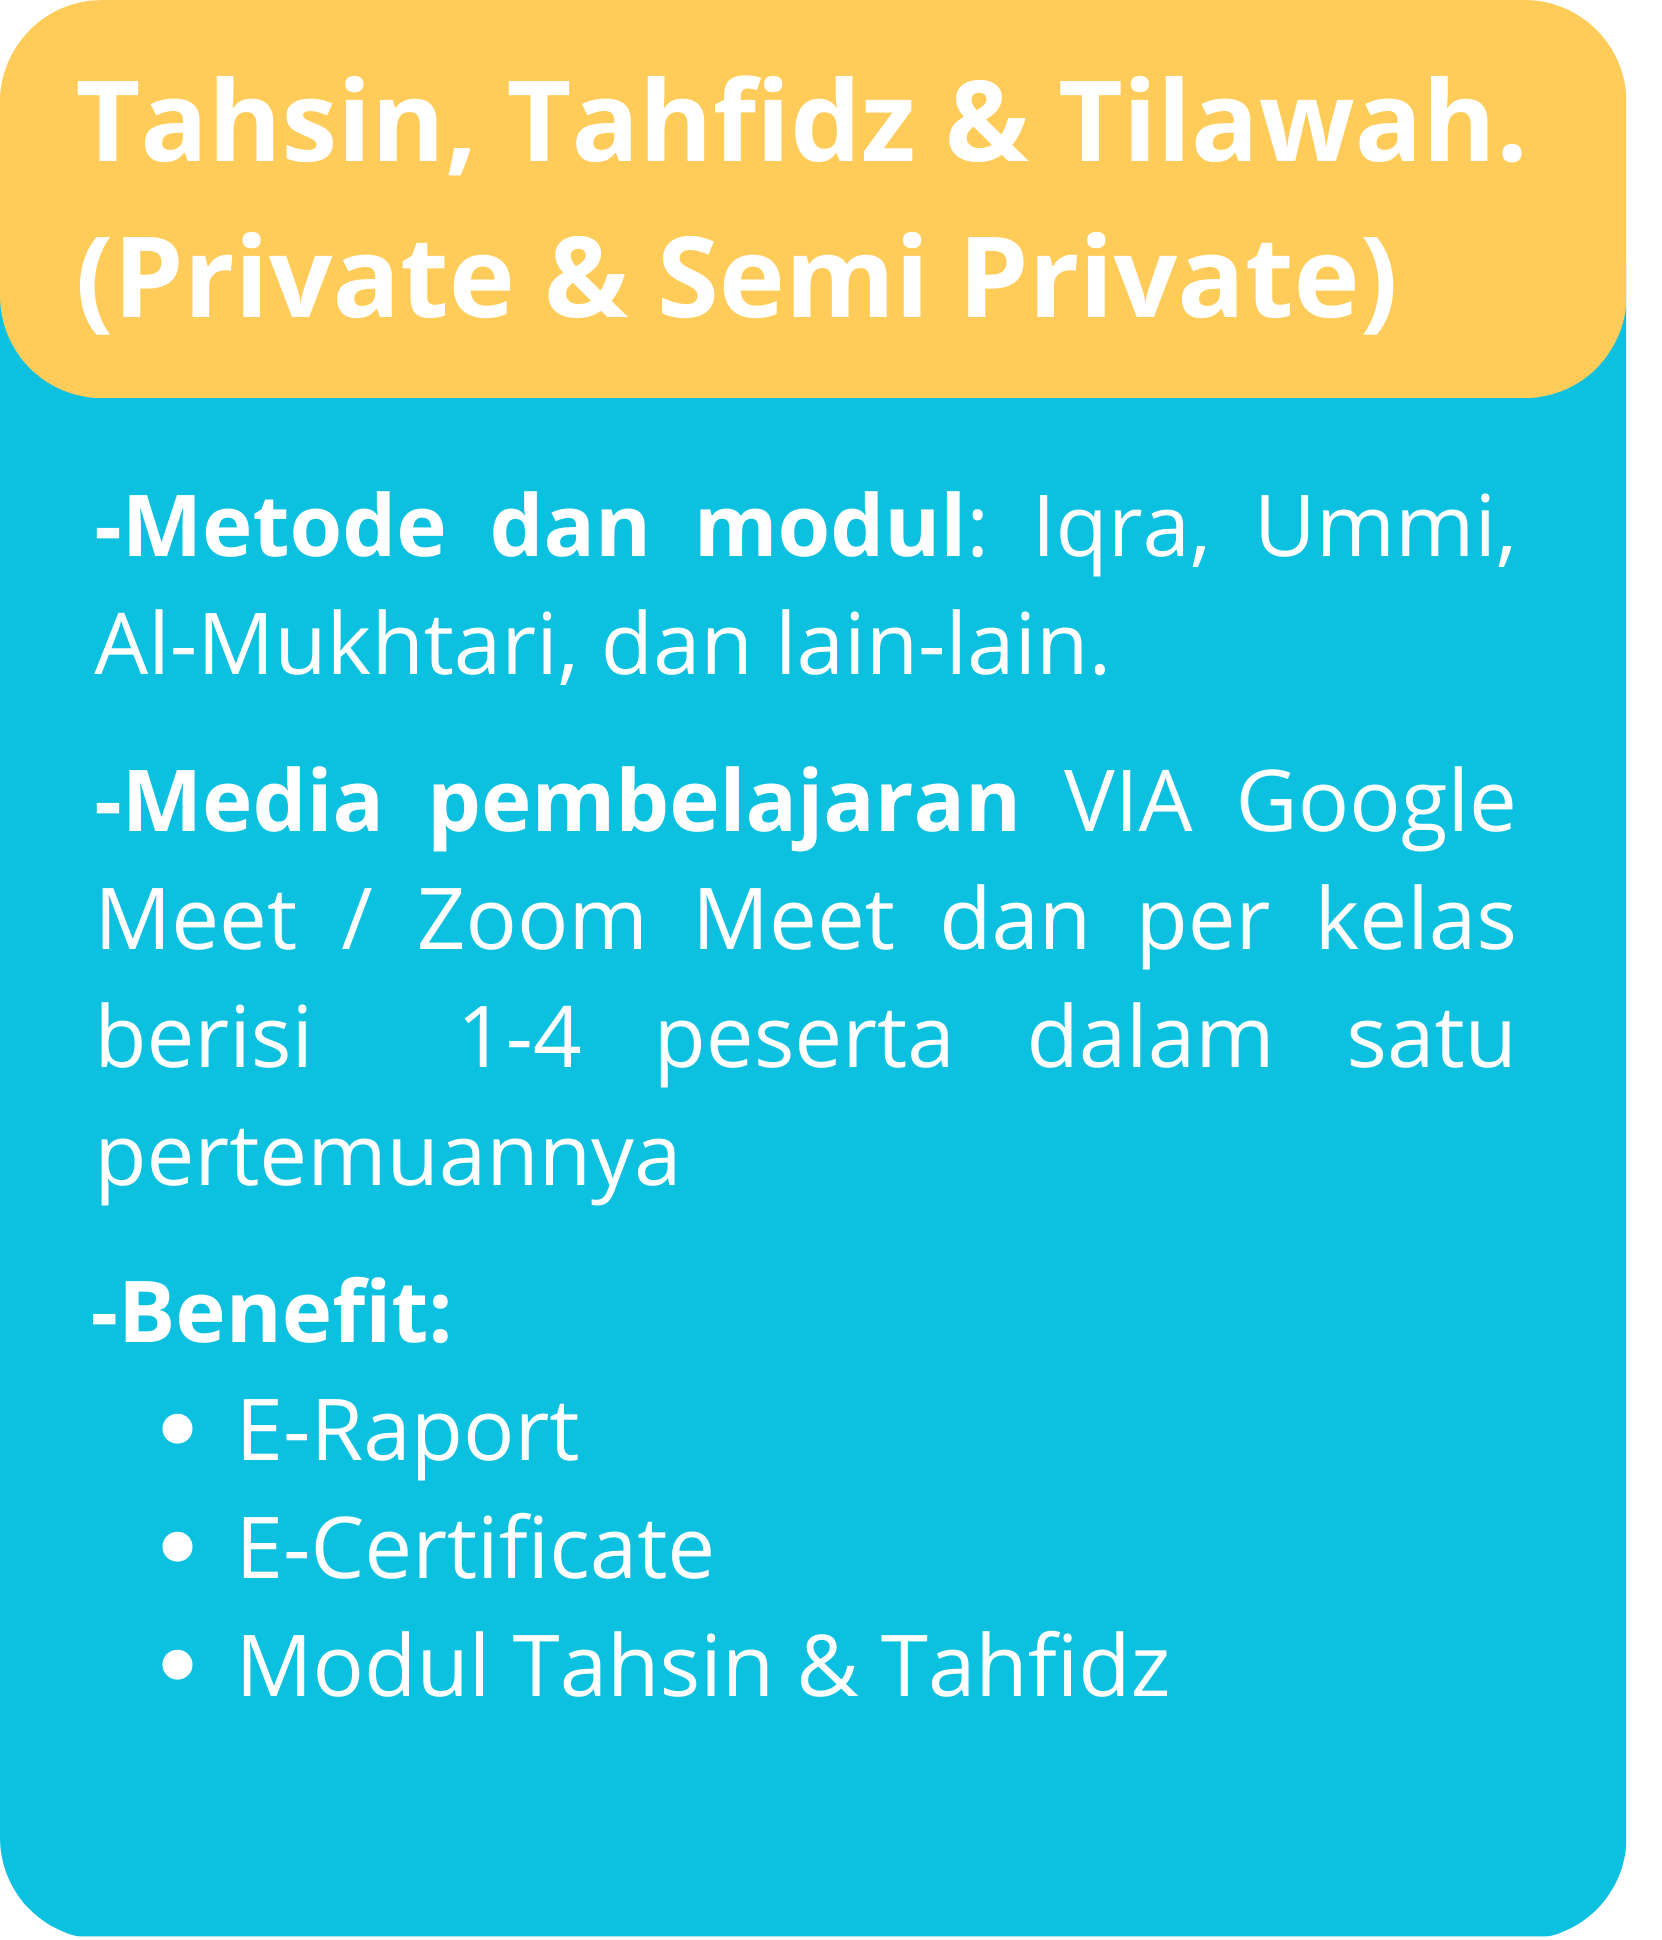 Tahsin, Tahfidz & Tilawah.
(Private & Semi Private)
-Metode dan modul: Iqra, Ummi,
Al-Mukhtari, dan lain-lain.
-Media pembelajaran VIA Google
Meet / Zoom Meet dan per kelas
berisi 1-4 peserta dalam satu
pertemuannya
-Benefit:
• E-Raport
• E-Certificate
• Modul Tahsin & Tahfidz